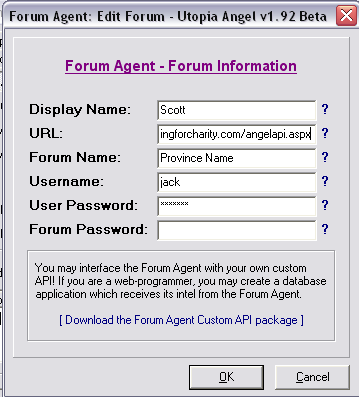 Forum Agent: Edit Forum - Utopia Angel v1.92 Beta
Forum Agent - Forum Information
Display Name: Scott ?
URL: ingforcharity.com/angelapi.aspx ?
Forum Name: Province Name ?
Username: jack ?
User Password: ******* ?
Forum Password: ?
You may interface the Forum Agent with your own custom
API! If you are a web-programmer, you may create a database
application which receives its intel from the Forum Agent.
[ Download the Forum Agent Custom API package ]
OK Cancel